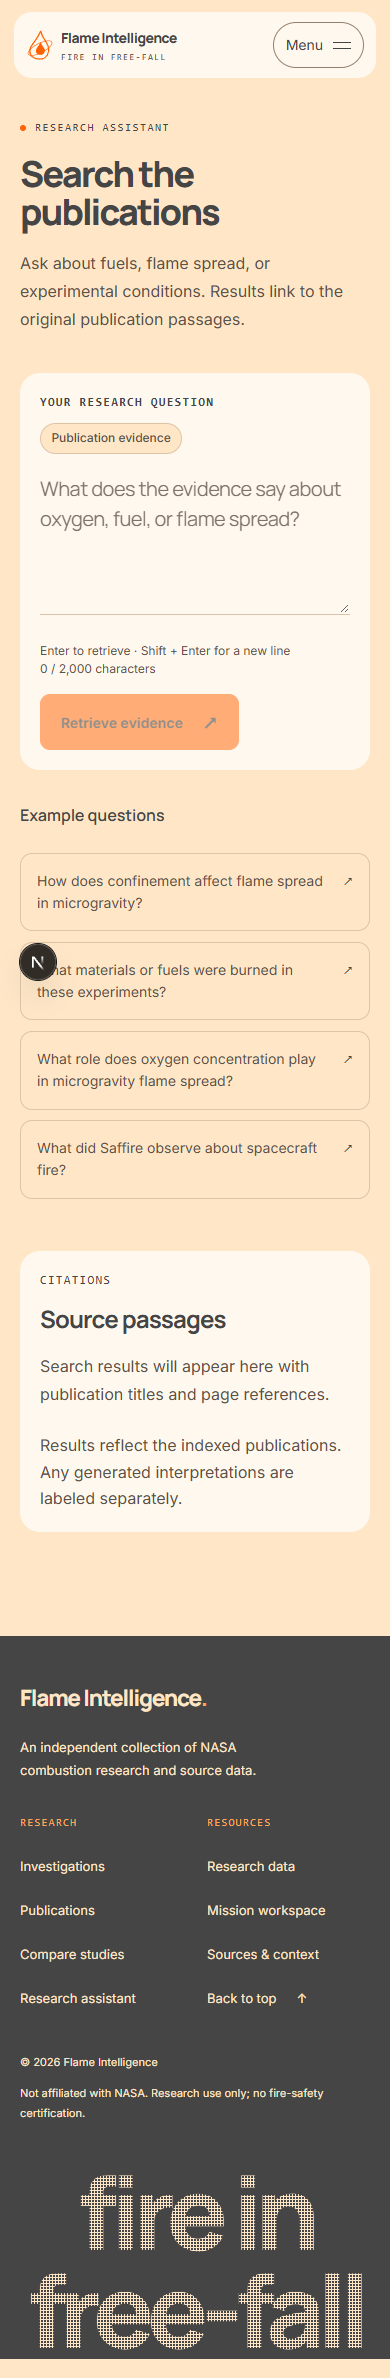 Flame Intelligence
FIRE IN FREE-FALL
Menu
RESEARCH ASSISTANT
Search the
publications
Ask about fuels, flame spread, or
experimental conditions. Results link to the
original publication passages.
YOUR RESEARCH QUESTION
Publication evidence
What does the evidence say about
oxygen, fuel, or flame spread?
Enter to retrieve · Shift + Enter for a new line
0 / 2,000 characters
Retrieve evidence ↗
Example questions
How does confinement affect flame spread ↗
in microgravity?
N
hat materials or fuels were burned in ↗
these experiments?
What role does oxygen concentration play ↗
in microgravity flame spread?
What did Saffire observe about spacecraft ↗
fire?
CITATIONS
Source passages
Search results will appear here with
publication titles and page references.
Results reflect the indexed publications.
Any generated interpretations are
labeled separately.
Flame Intelligence.
An independent collection of NASA
combustion research and source data.
RESEARCH
Investigations
Publications
Compare studies
Research assistant
RESOURCES
Research data
Mission workspace
Sources & context
Back to top ↑
© 2026 Flame Intelligence
Not affiliated with NASA. Research use only; no fire-safety
certification.
fire in
free-fall